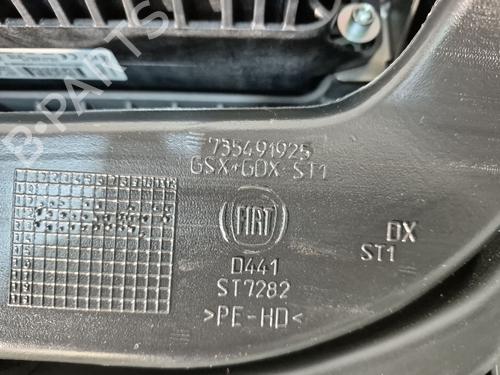 735491925
GSX+GDX-ST1
FIAT
DX
ST1
D441
ST7282
>PE-HD<
B-PARTS